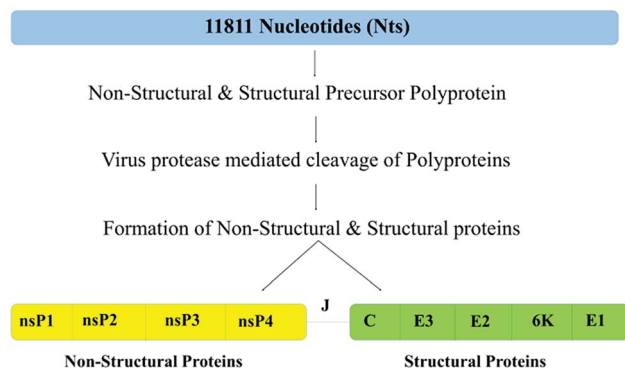 11811 Nucleotides (Nts)
Non-Structural & Structural Precursor Polyprotein
Virus protease mediated cleavage of Polyproteins
Formation of Non-Structural & Structural proteins
nsP1 nsP2 nsP3 nsP4 J C E3 E2 6K E1
Non-Structural Proteins Structural Proteins